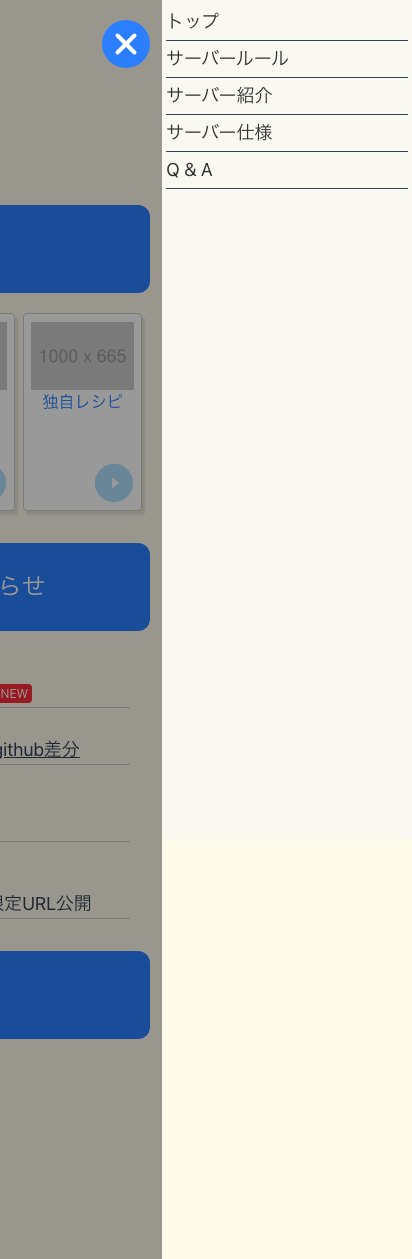 トップ
サーバールール
サーバー紹介
サーバー仕様
Q & A
1000 x 665
独自レシピ
らせ
NEW
github差分
限定URL公開